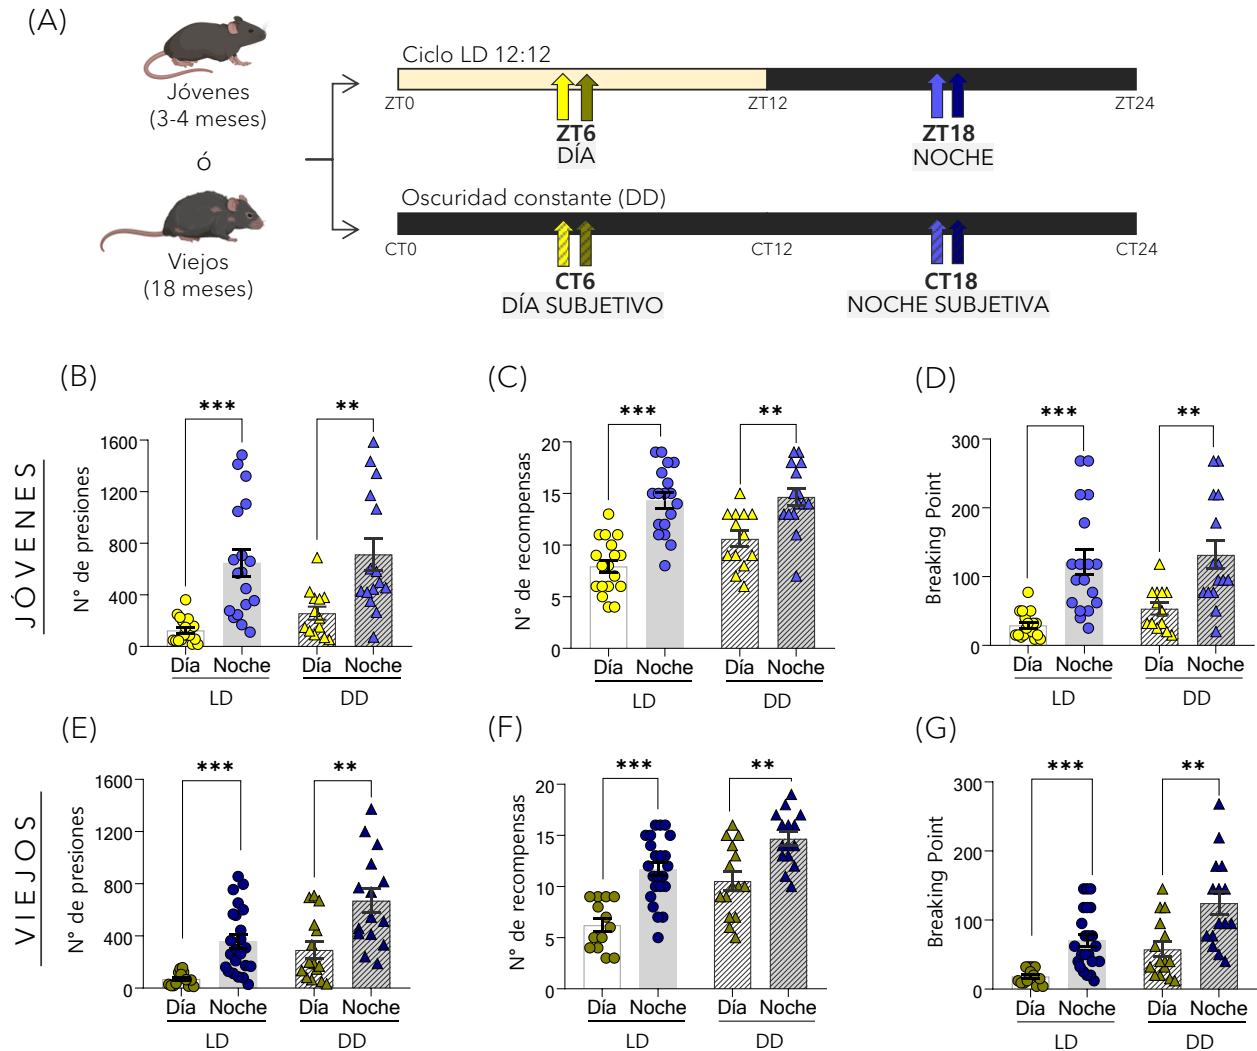 (A)
Jóvenes
(3-4 meses)
ó
Viejos
(18 meses)
Ciclo LD 12:12
ZT0
ZT12
ZT24
ZT6
DÍA
ZT18
NOCHE
Oscuridad constante (DD)
CT0
CT12
CT24
CT6
DÍA SUBJETIVO
CT18
NOCHE SUBJETIVA
JÓVENES
(B)
N° de presiones
1600
1200
800
400
0
***
**
Día Noche Día Noche
LD DD
(C)
N° de recompensas
20
15
10
5
0
***
**
Día Noche Día Noche
LD DD
(D)
Breaking Point
300
200
100
0
***
**
Día Noche Día Noche
LD DD
VIEJOS
(E)
N° de presiones
1600
1200
800
400
0
***
**
Día Noche Día Noche
LD DD
(F)
N° de recompensas
20
15
10
5
0
***
**
Día Noche Día Noche
LD DD
(G)
Breaking Point
300
200
100
0
***
**
Día Noche Día Noche
LD DD